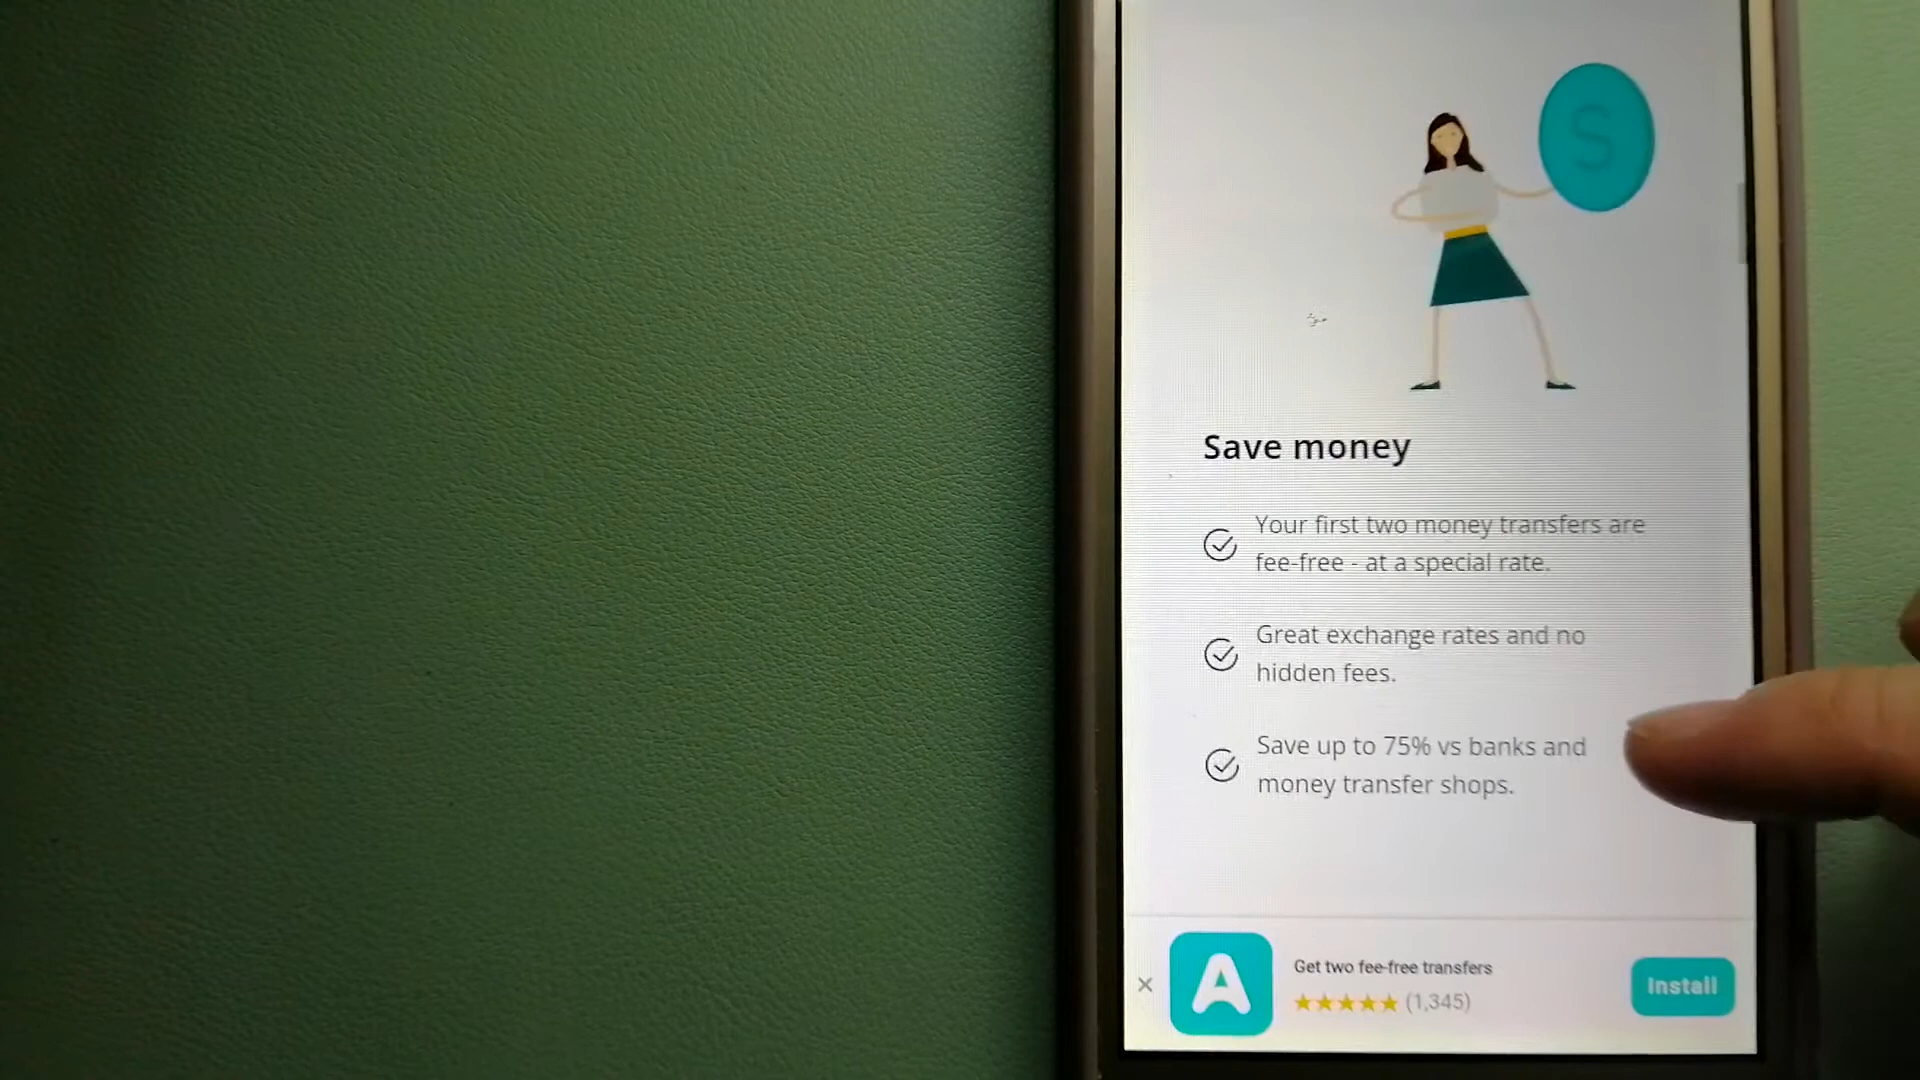 S
Save money
Your first two money transfers are
fee-free - at a special rate.
Great exchange rates and no
hidden fees.
Save up to 75% vs banks and
money transfer shops.
A
Get two fee-free transfers
(1,345)
Install